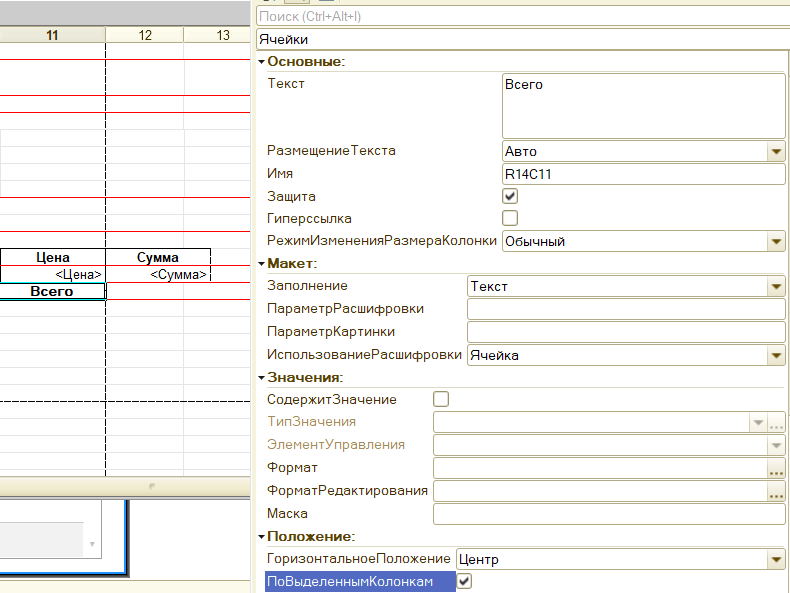 Поиск (Ctrl+Alt+I)
11 12 13
Ячейки
Основные:
Текст Всего
РазмещениеТекста Авто
Имя R14C11
Защита
Гиперссылка
РежимИзмененияРазмераКолонки Обычный
Цена Сумма
<Цена> <Сумма>
Всего
Макет:
Заполнение Текст
ПараметрРасшифровки
ПараметрКартинки
ИспользованиеРасшифровки Ячейка
Значения:
СодержитЗначение
ТипЗначения ...
ЭлементУправления
Формат ...
ФорматРедактирования ...
Маска
Положение:
ГоризонтальноеПоложение Центр
ПоВыделеннымКолонкам